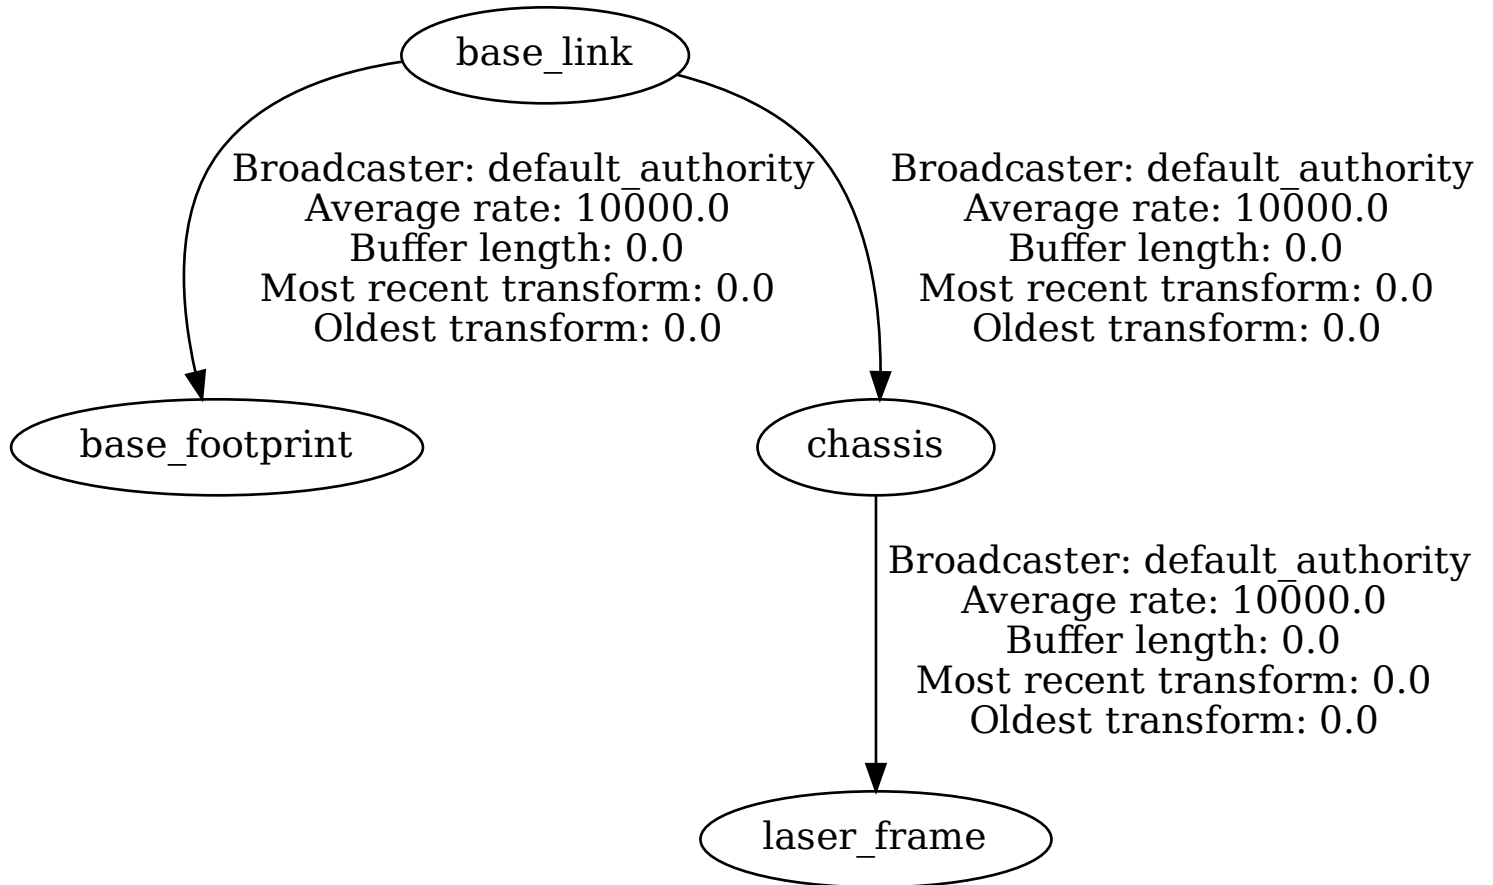 base_link
Broadcaster: default_authority
Average rate: 10000.0
Buffer length: 0.0
Most recent transform: 0.0
Oldest transform: 0.0
Broadcaster: default_authority
Average rate: 10000.0
Buffer length: 0.0
Most recent transform: 0.0
Oldest transform: 0.0
base_footprint
chassis
Broadcaster: default_authority
Average rate: 10000.0
Buffer length: 0.0
Most recent transform: 0.0
Oldest transform: 0.0
laser_frame